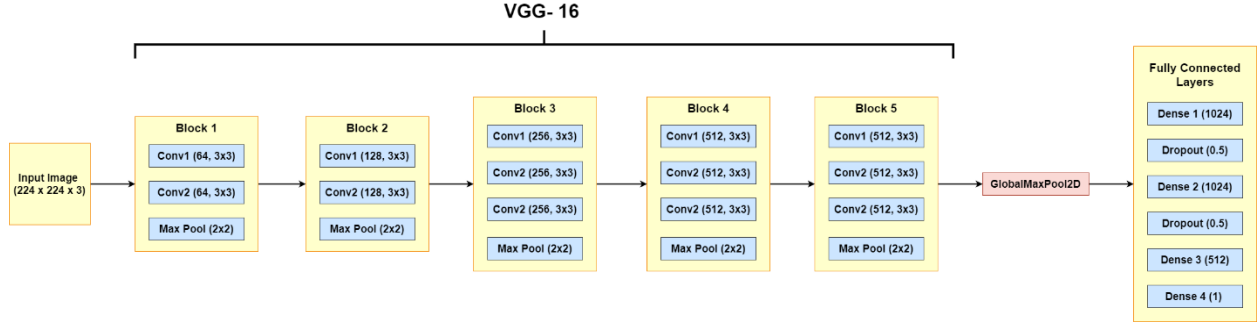 VGG- 16
Input Image
(224 x 224 x 3)
Block 1
Conv1 (64, 3x3)
Conv2 (64, 3x3)
Max Pool (2x2)
Block 2
Conv1 (128, 3x3)
Conv2 (128, 3x3)
Max Pool (2x2)
Block 3
Conv1 (256, 3x3)
Conv2 (256, 3x3)
Conv2 (256, 3x3)
Max Pool (2x2)
Block 4
Conv1 (512, 3x3)
Conv2 (512, 3x3)
Conv2 (512, 3x3)
Max Pool (2x2)
Block 5
Conv1 (512, 3x3)
Conv2 (512, 3x3)
Conv2 (512, 3x3)
Max Pool (2x2)
GlobalMaxPool2D
Fully Connected
Layers
Dense 1 (1024)
Dropout (0.5)
Dense 2 (1024)
Dropout (0.5)
Dense 3 (512)
Dense 4 (1)